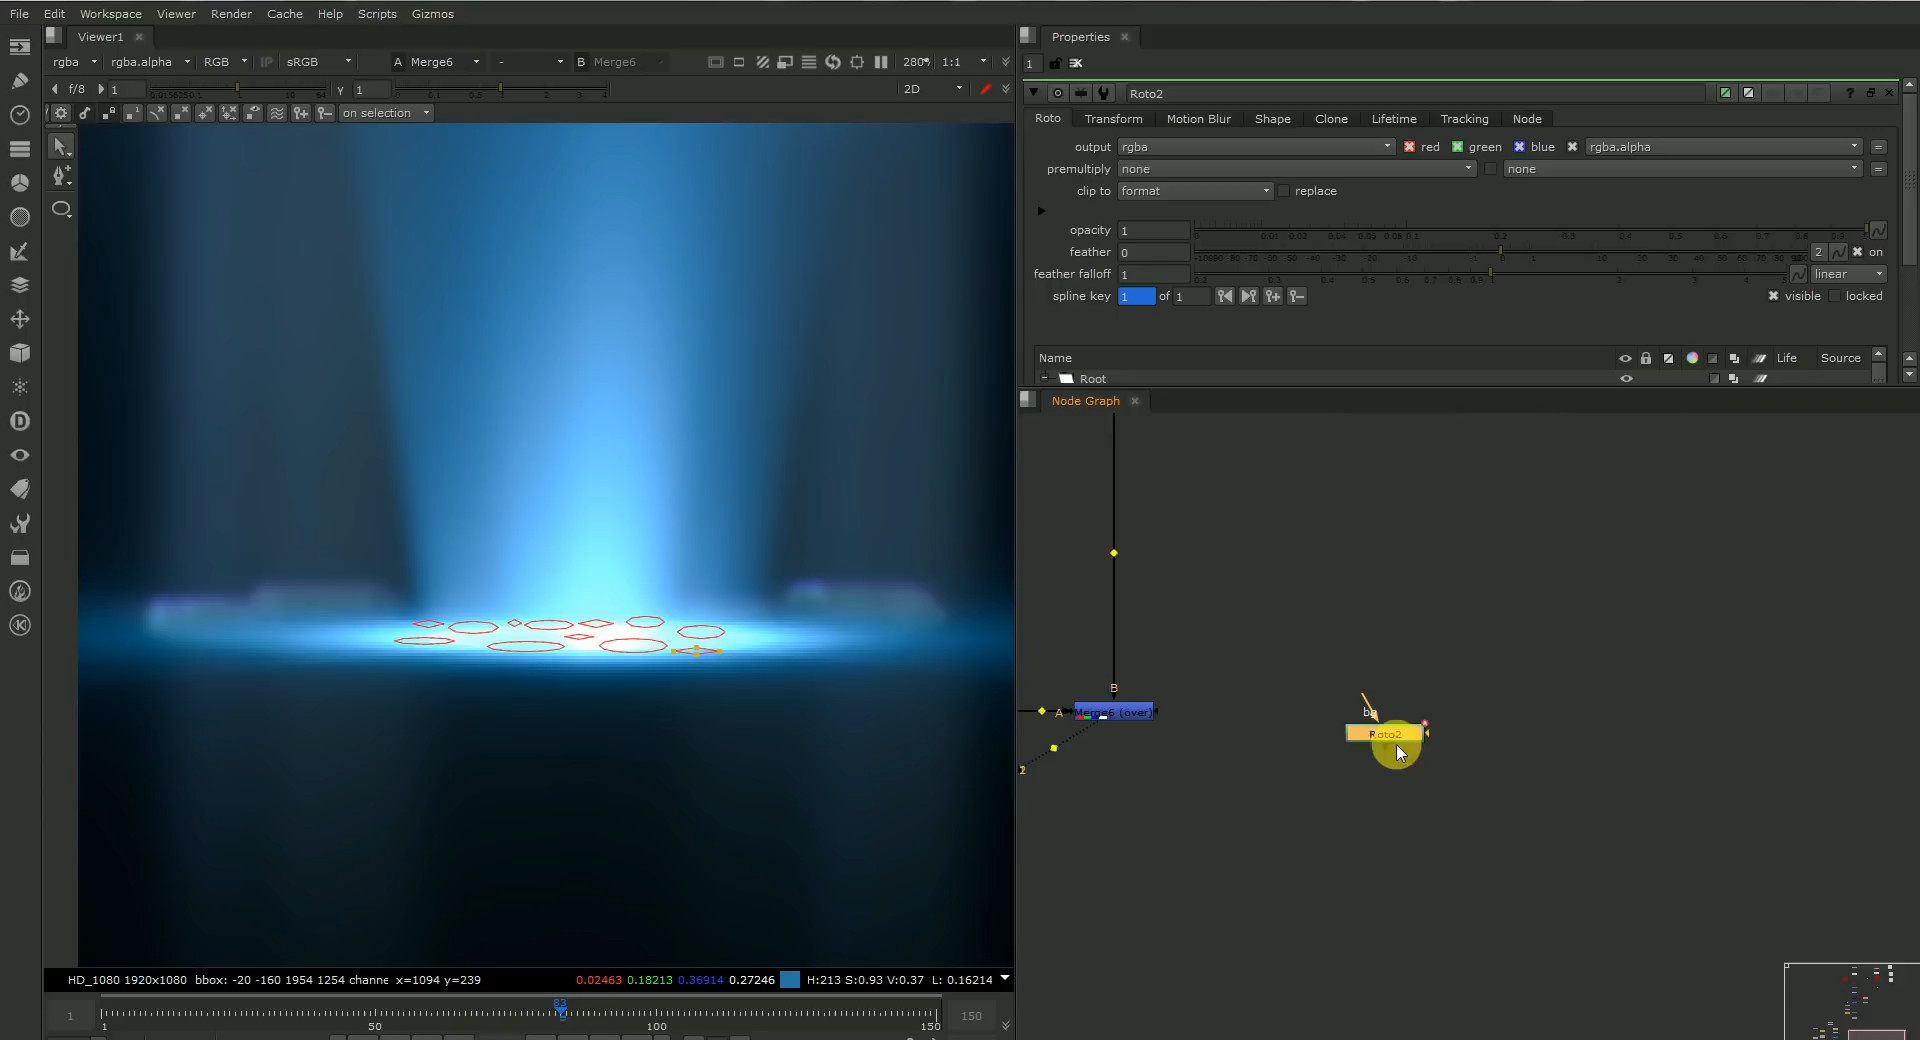 File Edit Workspace Viewer Render Cache Help Scripts Gizmos
Viewer1
rgba rgba.alpha RGB IP sRGB A Merge6 - B Merge6 280% 1:1
f/8 1 γ 1 2D
on selection
HD_1080 1920x1080 bbox: -20 -160 1954 1254 channe x=1094 y=239 0.02463 0.18213 0.36914 0.27246 H:213 S:0.93 V:0.37 L: 0.16214
83
1 150
1 50 100 150
Properties
1
Roto2 ?
Roto Transform Motion Blur Shape Clone Lifetime Tracking Node
output rgba red green blue rgba.alpha =
premultiply none none =
clip to format replace
opacity 1
feather 0 2 on
feather falloff 1 linear
spline key 1 of 1 visible locked
Name Life Source
Root
Node Graph
B
A Merge6 (over)
bg
Roto2